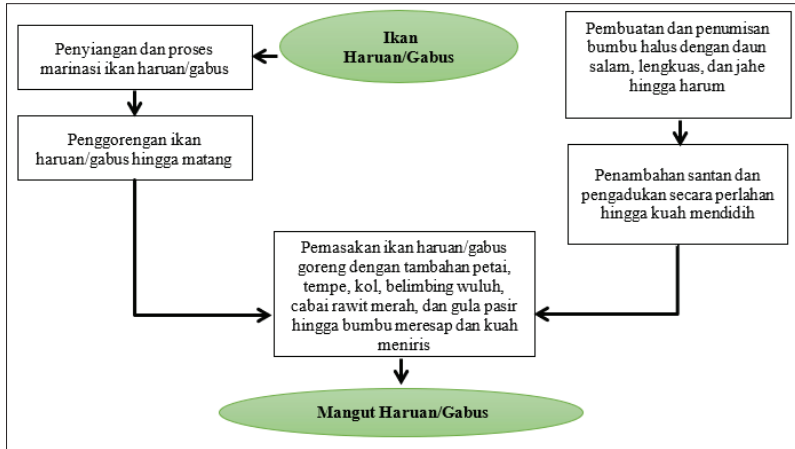 Ikan
Haruan/Gabus
Penyiangan dan proses
marinasi ikan haruan/gabus
Penggorengan ikan
haruan/gabus hingga matang
Pembuatan dan penumisan
bumbu halus dengan daun
salam, lengkuas, dan jahe
hingga harum
Penambahan santan dan
pengadukan secara perlahan
hingga kuah mendidih
Pemasakan ikan haruan/gabus
goreng dengan tambahan petai,
tempe, kol, belimbing wuluh,
cabai rawit merah, dan gula pasir
hingga bumbu meresap dan kuah
meniris
Mangut Haruan/Gabus